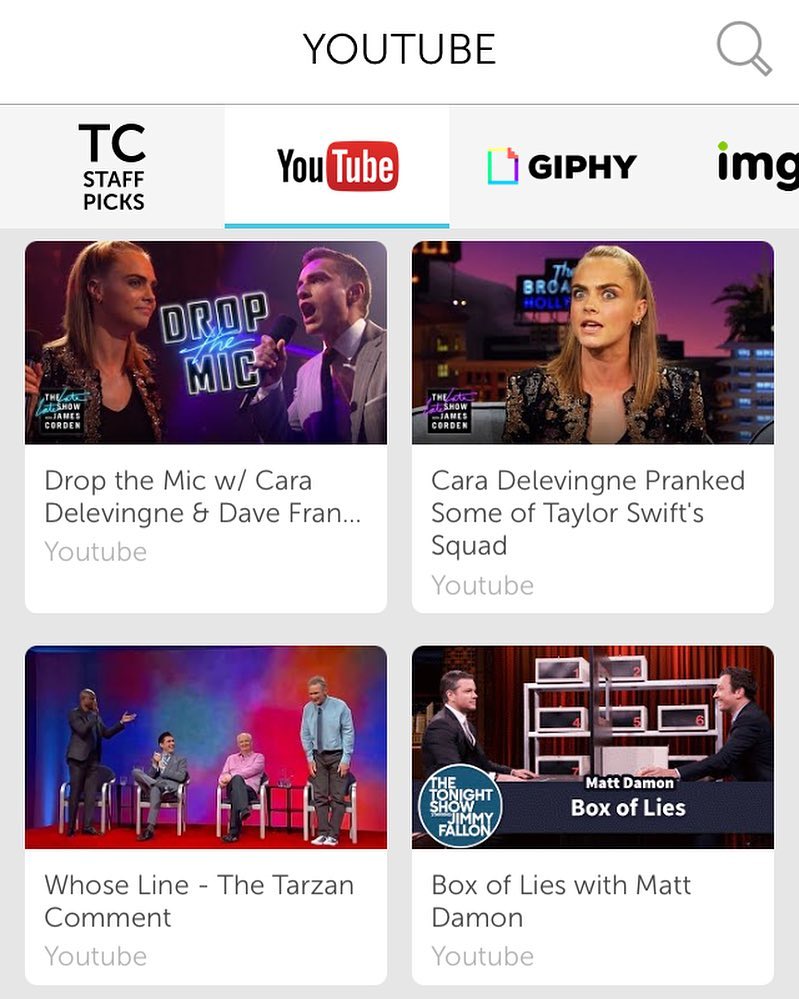 YOUTUBE
TC
STAFF
PICKS
YouTube
GIPHY
img
DROP
the
MIC
THE Late
Late SHOW
WITH JAMES
CORDEN
The
BROA
HOLLY
THE Late
Late SHOW
WITH JAMES
CORDEN
Drop the Mic w/ Cara
Delevingne & Dave Fran...
Youtube
Cara Delevingne Pranked
Some of Taylor Swift's
Squad
Youtube
2
4
5
6
THE
TONIGHT
SHOW
STARRING
JIMMY
FALLON
Matt Damon
Box of Lies
Whose Line - The Tarzan
Comment
Youtube
Box of Lies with Matt
Damon
Youtube